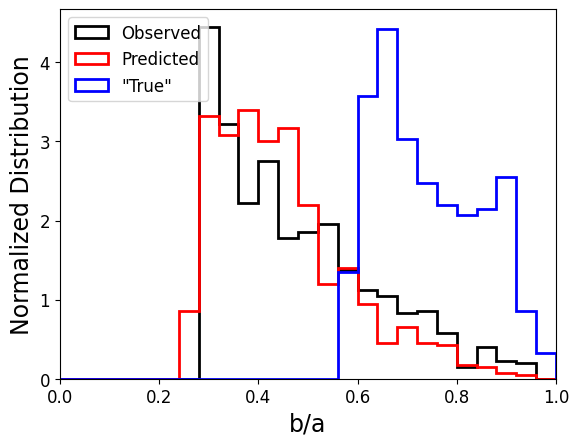 Observed
Predicted
"True"
Normalized Distribution
4
3
2
1
0
0.0 0.2 0.4 0.6 0.8 1.0
b/a